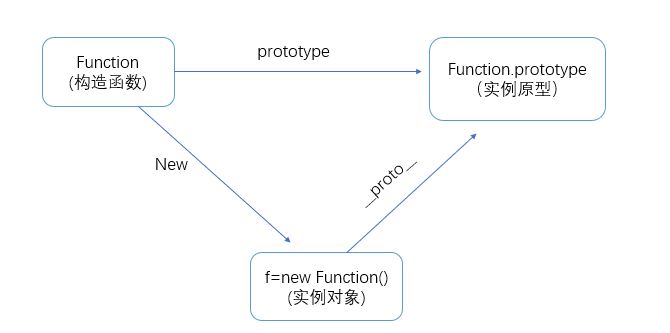 prototype
Function
(构造函数)
Function.prototype
（实例原型）
New
__proto__
f=new Function()
(实例对象)